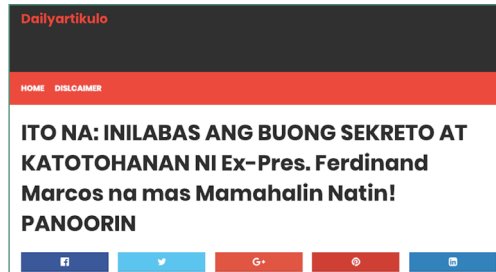 Dailyartikulo
HOME DISLCAIMER
ITO NA: INILABAS ANG BUONG SEKRETO AT
KATOTOHANAN NI Ex-Pres. Ferdinand
Marcos na mas Mamahalin Natin!
PANOORIN